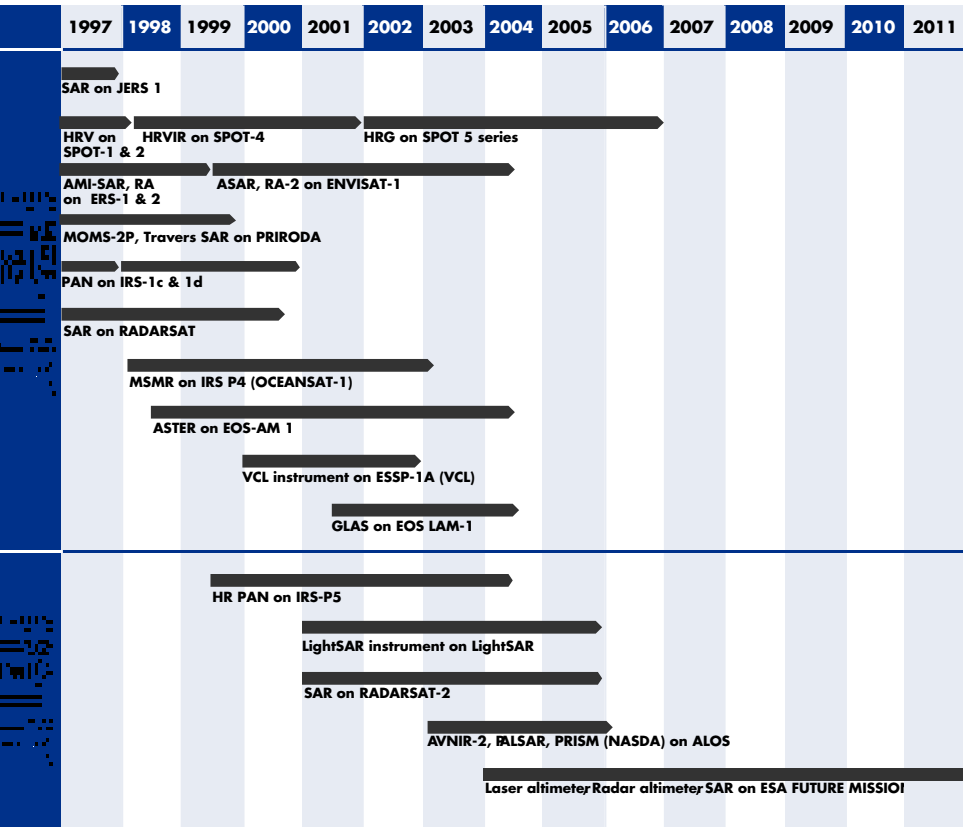 1997 1998 1999 2000 2001 2002 2003 2004 2005 2006 2007 2008 2009 2010 2011
SAR on JERS 1
HRV on
SPOT-1 & 2
HRVIR on SPOT-4
HRG on SPOT 5 series
AMI-SAR, RA
on ERS-1 & 2
ASAR, RA-2 on ENVISAT-1
MOMS-2P, Travers SAR on PRIRODA
PAN on IRS-1c & 1d
SAR on RADARSAT
MSMR on IRS P4 (OCEANSAT-1)
ASTER on EOS-AM 1
VCL instrument on ESSP-1A (VCL)
GLAS on EOS LAM-1
HR PAN on IRS-P5
LightSAR instrument on LightSAR
SAR on RADARSAT-2
AVNIR-2, PALSAR, PRISM (NASDA) on ALOS
Laser altimeter, Radar altimeter, SAR on ESA FUTURE MISSION